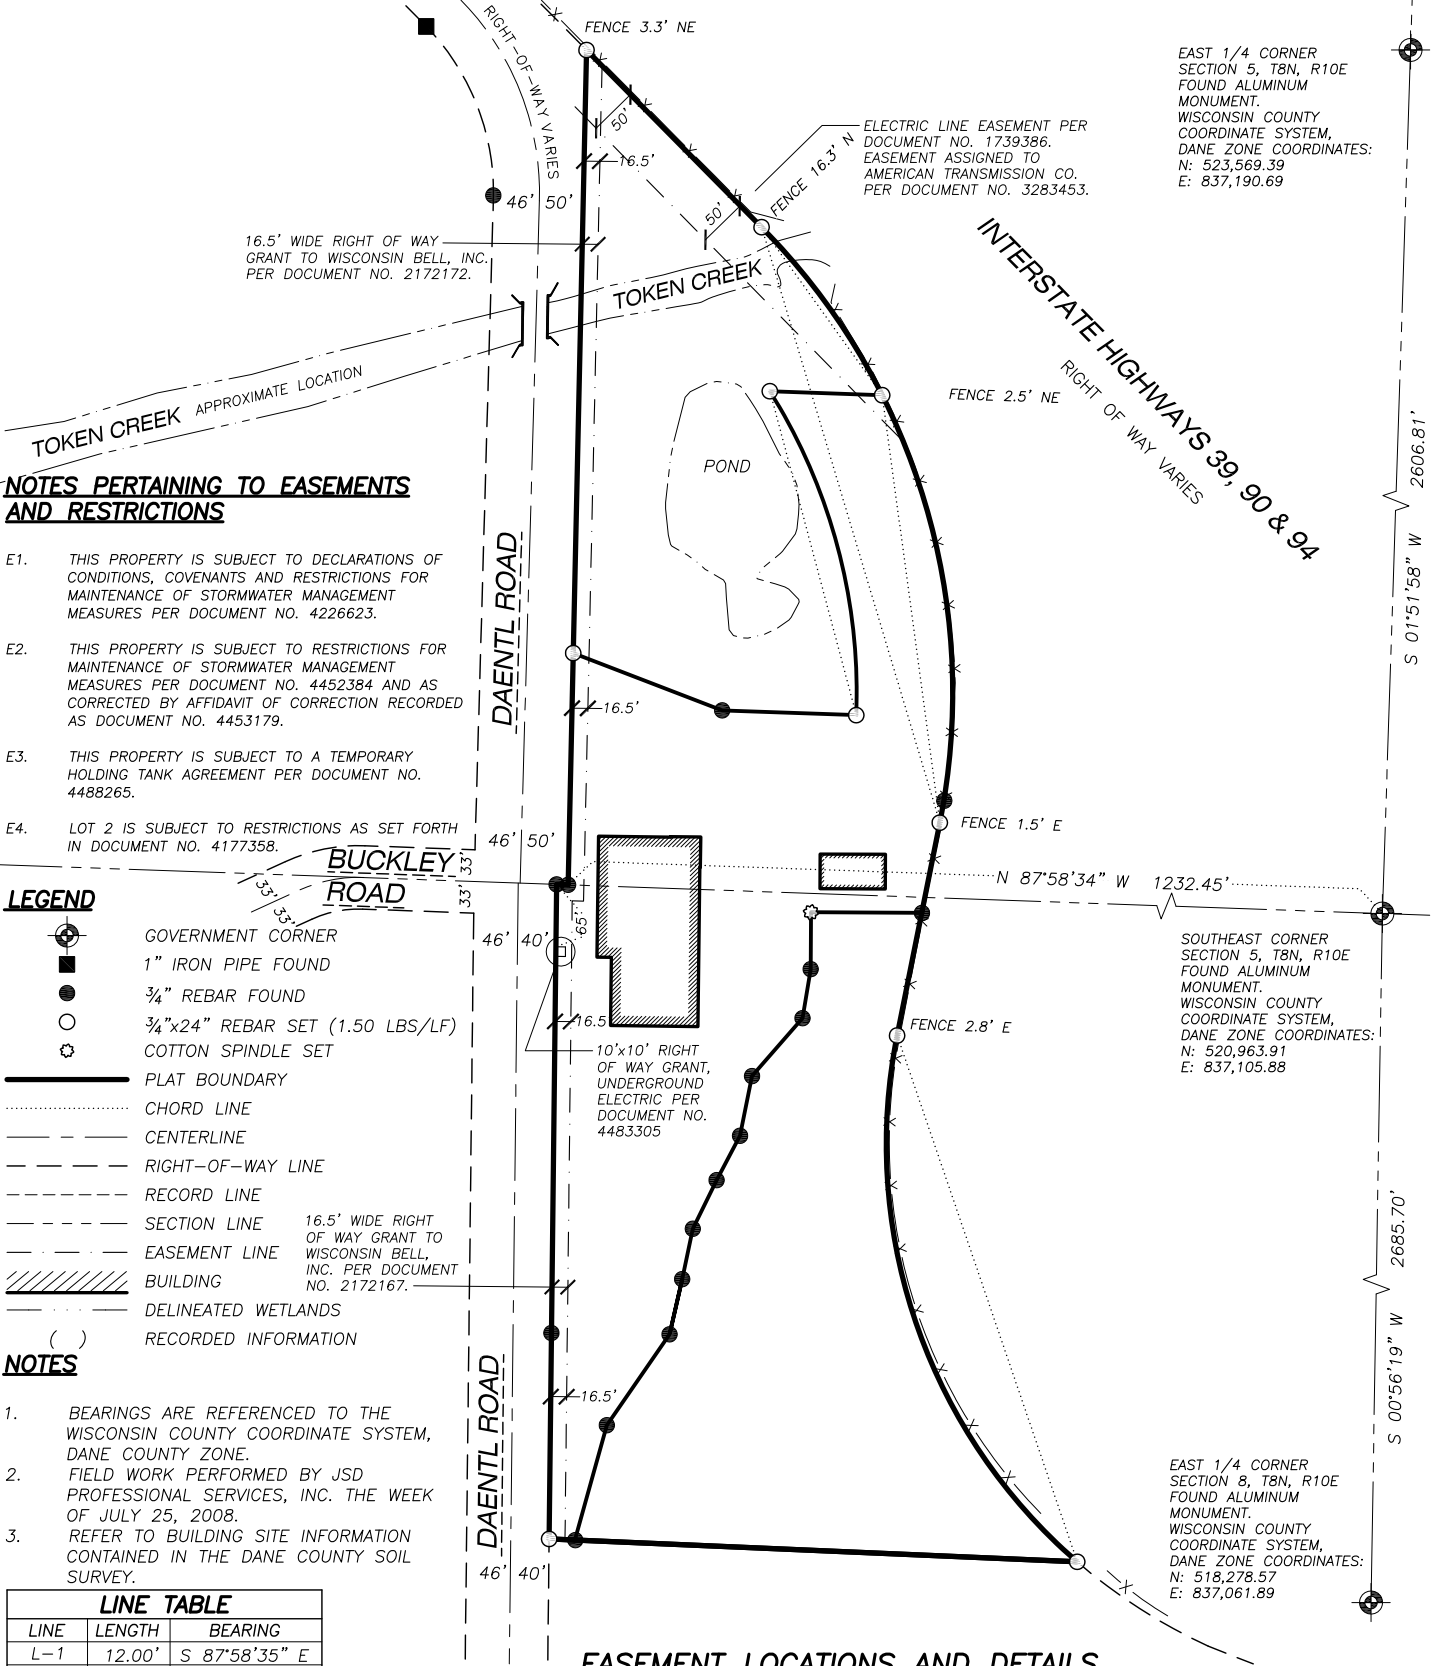 FENCE 3.3' NE
RIGHT-OF-WAY VARIES
50'
16.5'
FENCE 16.3' N
50'
ELECTRIC LINE EASEMENT PER
DOCUMENT NO. 1739386.
EASEMENT ASSIGNED TO
AMERICAN TRANSMISSION CO.
PER DOCUMENT NO. 3283453.
EAST 1/4 CORNER
SECTION 5, T8N, R10E
FOUND ALUMINUM
MONUMENT.
WISCONSIN COUNTY
COORDINATE SYSTEM,
DANE ZONE COORDINATES:
N: 523,569.39
E: 837,190.69
46' 50'
16.5' WIDE RIGHT OF WAY
GRANT TO WISCONSIN BELL, INC.
PER DOCUMENT NO. 2172172.
TOKEN CREEK
INTERSTATE HIGHWAYS 39, 90 & 94
RIGHT OF WAY VARIES
TOKEN CREEK APPROXIMATE LOCATION
FENCE 2.5' NE
POND
2606.81'
S 01°51'58" W
NOTES PERTAINING TO EASEMENTS
AND RESTRICTIONS
E1. THIS PROPERTY IS SUBJECT TO DECLARATIONS OF
CONDITIONS, COVENANTS AND RESTRICTIONS FOR
MAINTENANCE OF STORMWATER MANAGEMENT
MEASURES PER DOCUMENT NO. 4226623.
E2. THIS PROPERTY IS SUBJECT TO RESTRICTIONS FOR
MAINTENANCE OF STORMWATER MANAGEMENT
MEASURES PER DOCUMENT NO. 4452384 AND AS
CORRECTED BY AFFIDAVIT OF CORRECTION RECORDED
AS DOCUMENT NO. 4453179.
E3. THIS PROPERTY IS SUBJECT TO A TEMPORARY
HOLDING TANK AGREEMENT PER DOCUMENT NO.
4488265.
E4. LOT 2 IS SUBJECT TO RESTRICTIONS AS SET FORTH
IN DOCUMENT NO. 4177358.
DAENTL ROAD
16.5'
46' 50'
FENCE 1.5' E
BUCKLEY
ROAD
33'
33'
33'
33'
N 87°58'34" W 1232.45'
46' 40'
65'
16.5
FENCE 2.8' E
10'x10' RIGHT
OF WAY GRANT,
UNDERGROUND
ELECTRIC PER
DOCUMENT NO.
4483305
SOUTHEAST CORNER
SECTION 5, T8N, R10E
FOUND ALUMINUM
MONUMENT.
WISCONSIN COUNTY
COORDINATE SYSTEM,
DANE ZONE COORDINATES:
N: 520,963.91
E: 837,105.88
LEGEND
GOVERNMENT CORNER
1" IRON PIPE FOUND
¾" REBAR FOUND
¾"x24" REBAR SET (1.50 LBS/LF)
COTTON SPINDLE SET
PLAT BOUNDARY
CHORD LINE
CENTERLINE
RIGHT-OF-WAY LINE
RECORD LINE
SECTION LINE
EASEMENT LINE
BUILDING
DELINEATED WETLANDS
( ) RECORDED INFORMATION
16.5' WIDE RIGHT
OF WAY GRANT TO
WISCONSIN BELL,
INC. PER DOCUMENT
NO. 2172167.
2685.70'
S 00°56'19" W
NOTES
1. BEARINGS ARE REFERENCED TO THE
WISCONSIN COUNTY COORDINATE SYSTEM,
DANE COUNTY ZONE.
2. FIELD WORK PERFORMED BY JSD
PROFESSIONAL SERVICES, INC. THE WEEK
OF JULY 25, 2008.
3. REFER TO BUILDING SITE INFORMATION
CONTAINED IN THE DANE COUNTY SOIL
SURVEY.
DAENTL ROAD
16.5'
46' 40'
EAST 1/4 CORNER
SECTION 8, T8N, R10E
FOUND ALUMINUM
MONUMENT.
WISCONSIN COUNTY
COORDINATE SYSTEM,
DANE ZONE COORDINATES:
N: 518,278.57
E: 837,061.89
LINE TABLE
LINE LENGTH BEARING
L-1 12.00' S 87°58'35" E
EASEMENT LOCATIONS AND DETAILS